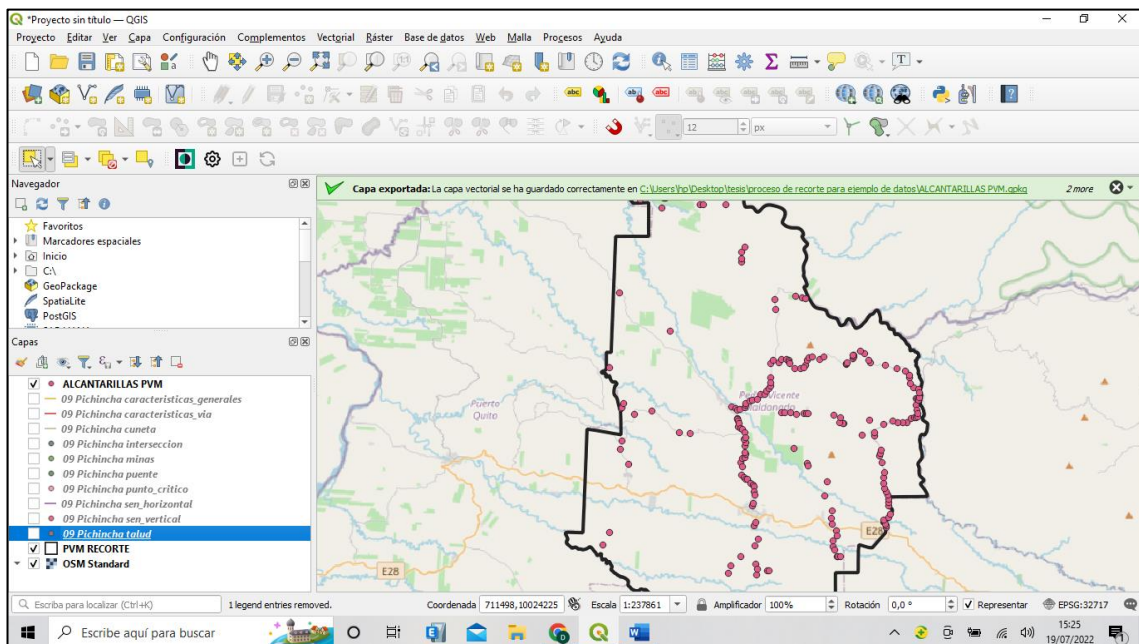 *Proyecto sin título — QGIS
Proyecto Editar Ver Capa Configuración Complementos Vectorial Ráster Base de datos Web Malla Procesos Ayuda
12 px
Navegador
Capa exportada: La capa vectorial se ha guardado correctamente en C:\Users\hp\Desktop\tesis\proceso de recorte para ejemplo de datos\ALCANTARILLAS PVM.gpkg 2 more
Favoritos
Marcadores espaciales
Inicio
C:\
GeoPackage
SpatiaLite
PostGIS
Capas
ALCANTARILLAS PVM
09 Pichincha caracteristicas_generales
09 Pichincha caracteristicas_via
09 Pichincha cuneta
09 Pichincha interseccion
09 Pichincha minas
09 Pichincha puente
09 Pichincha punto_critico
09 Pichincha sen_horizontal
09 Pichincha sen_vertical
09 Pichincha talud
PVM RECORTE
OSM Standard
Puerto
Quito
Pedro Vicente
Maldonado
E28
E28
Escriba para localizar (Ctrl+K) 1 legend entries removed. Coordenada 711498,10024225 Escala 1:237861 Amplificador 100% Rotación 0,0 ° Representar EPSG:32717
Escribe aquí para buscar
15:25
19/07/2022